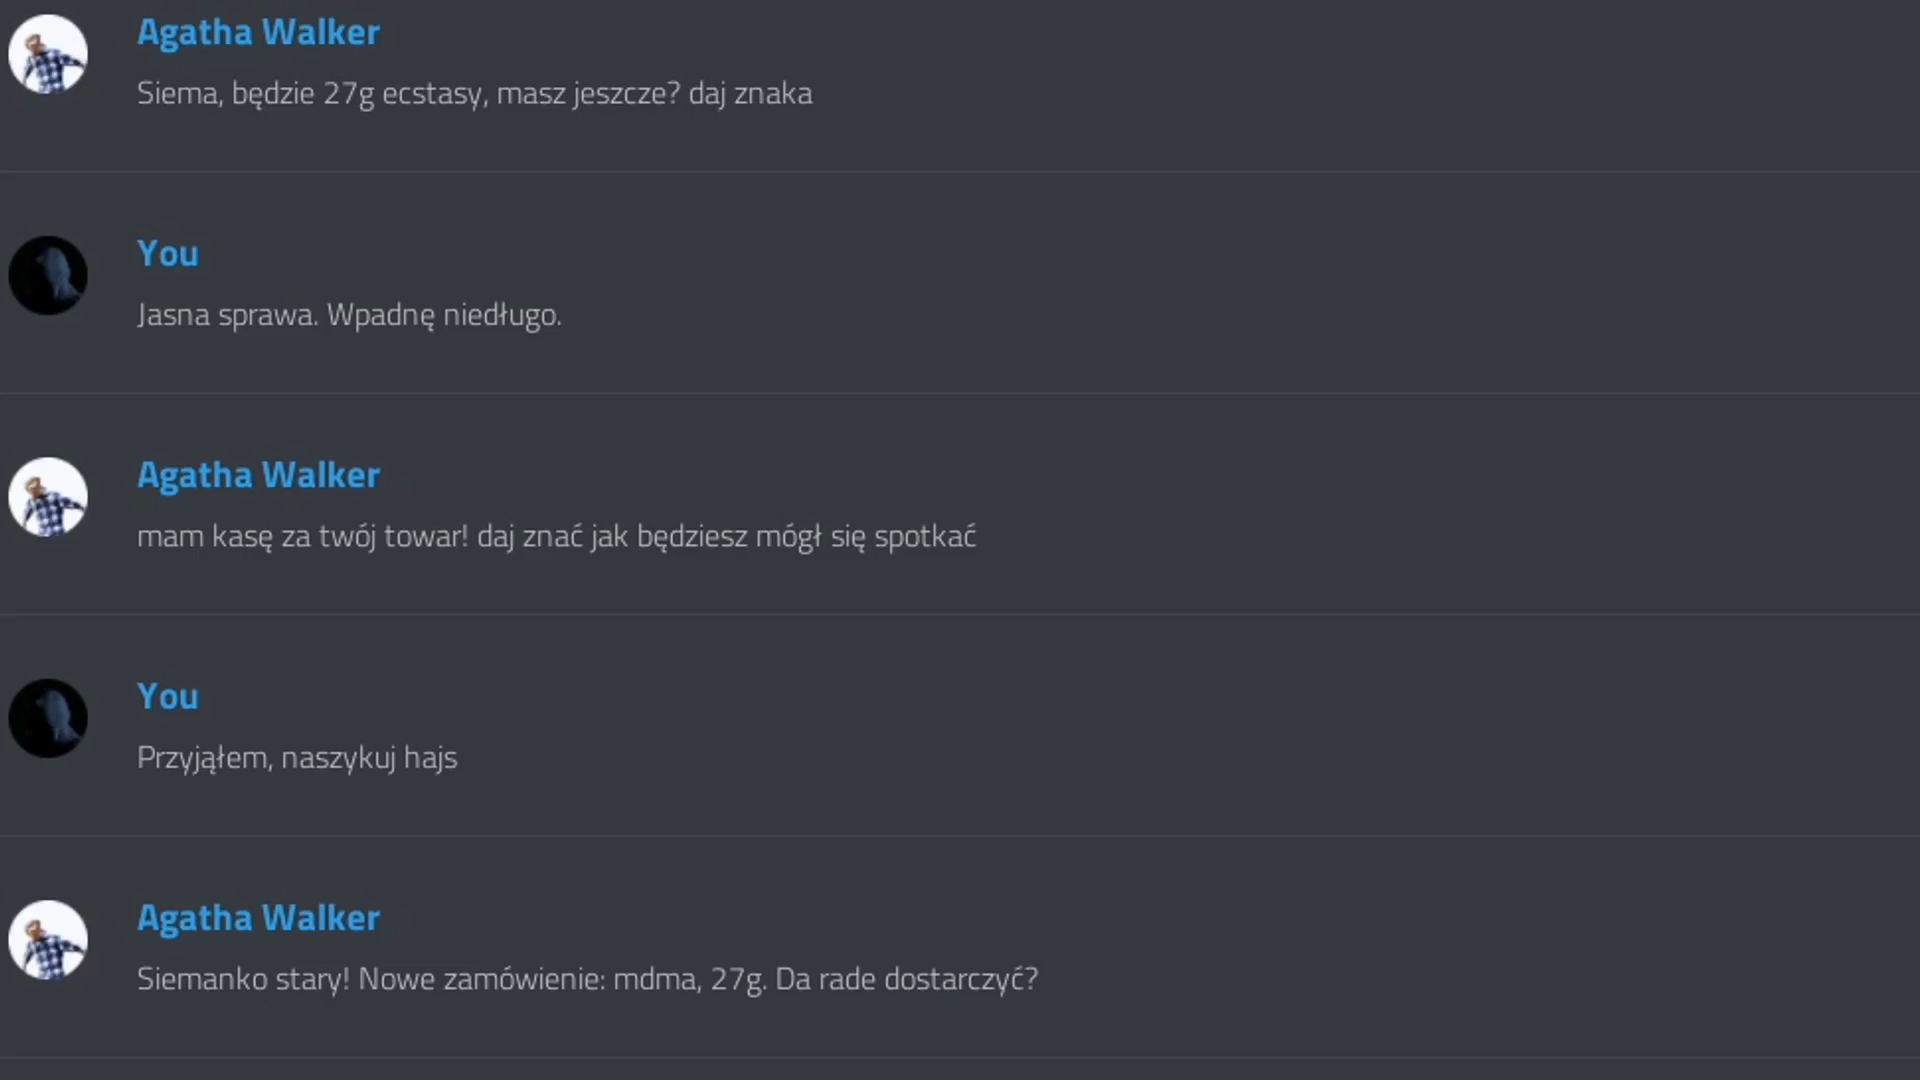 Agatha Walker
Siema, będzie 27g ecstasy, masz jeszcze? daj znaka
You
Jasna sprawa. Wpadnę niedługo.
Agatha Walker
mam kasę za twój towar! daj znać jak będziesz mógł się spotkać
You
Przyjąłem, naszykuj hajs
Agatha Walker
Siemanko stary! Nowe zamówienie: mdma, 27g. Da rade dostarczyć?